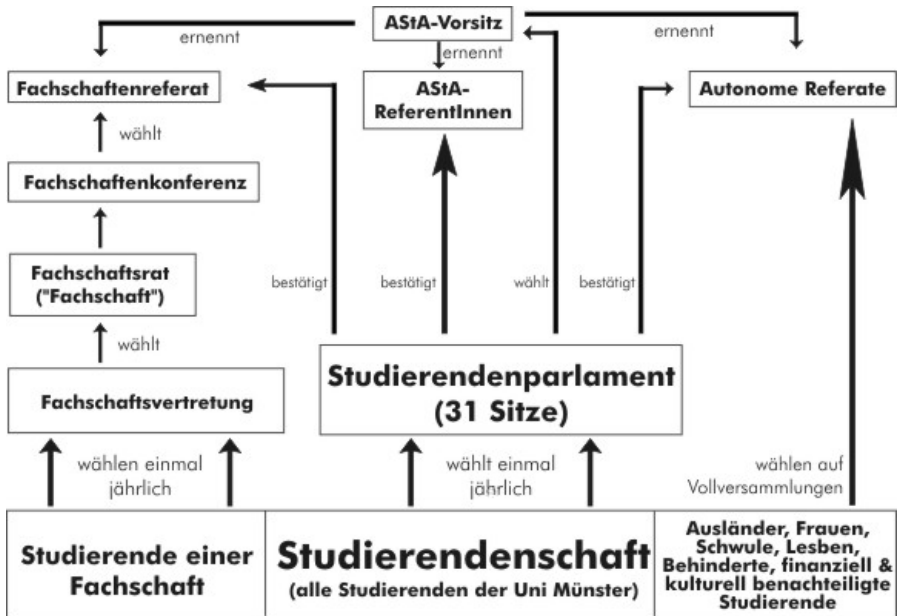 AStA-Vorsitz
ernennt
ernennt
ernennt
Fachschaftenreferat
AStA-
ReferentInnen
Autonome Referate
wählt
Fachschaftenkonferenz
Fachschaftsrat
("Fachschaft")
bestätigt
bestätigt
wählt
bestätigt
wählt
Studierendenparlament
(31 Sitze)
Fachschaftsvertretung
wählen einmal
jährlich
wählt einmal
jährlich
wählen auf
Vollversammlungen
Studierende einer
Fachschaft
Studierendenschaft
(alle Studierenden der Uni Münster)
Ausländer, Frauen,
Schwule, Lesben,
Behinderte, finanziell &
kulturell benachteiligte
Studierende